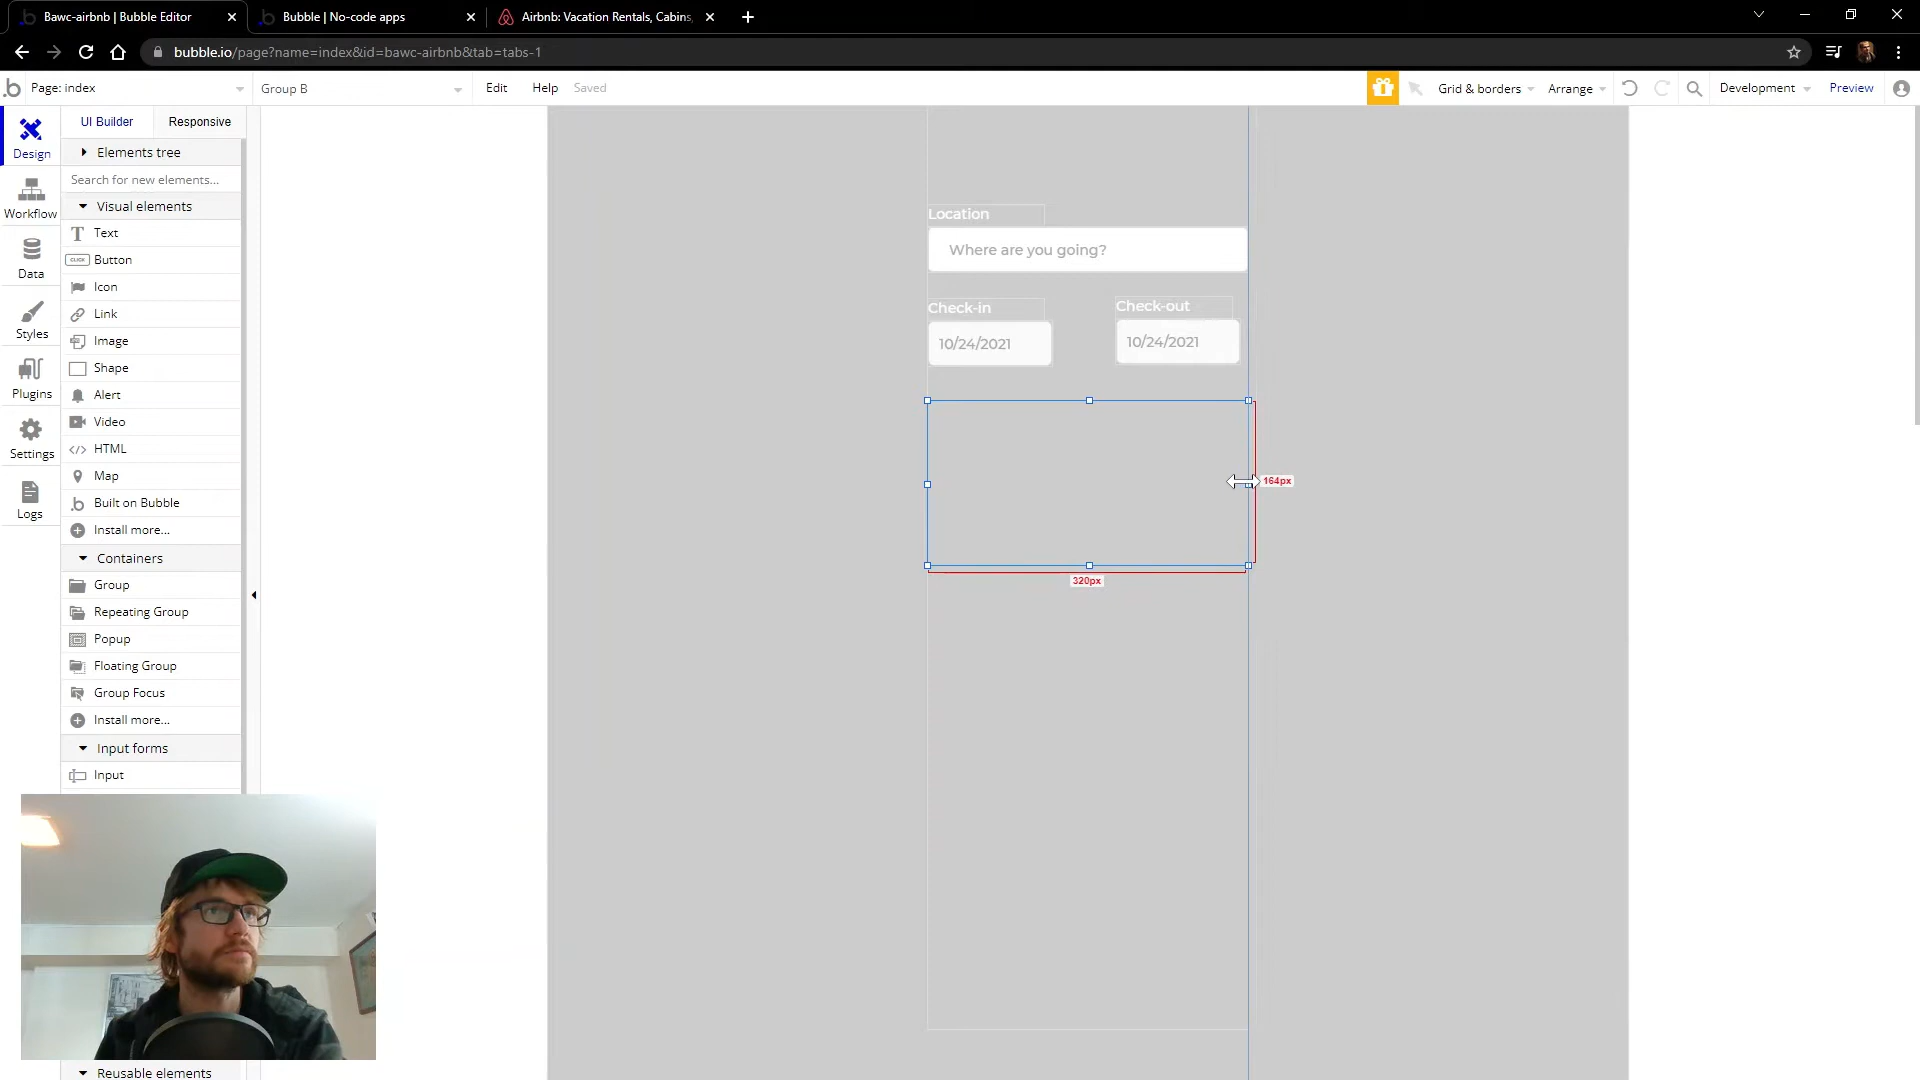 Bawc-airbnb | Bubble Editor
Bubble | No-code apps
Airbnb: Vacation Rentals, Cabins,
bubble.io/page?name=index&id=bawc-airbnb&tab=tabs-1
Page: index
Group B
Edit
Help
Saved
Grid & borders
Arrange
Development
Preview
Design
Workflow
Data
Styles
Plugins
Settings
Logs
UI Builder
Responsive
Elements tree
Search for new elements...
Visual elements
Text
CLICK Button
Icon
Link
Image
Shape
Alert
Video
HTML
Map
Built on Bubble
Install more...
Containers
Group
Repeating Group
Popup
Floating Group
Group Focus
Install more...
Input forms
Input
Reusable elements
Location
Where are you going?
Check-in
Check-out
10/24/2021
10/24/2021
164px
320px